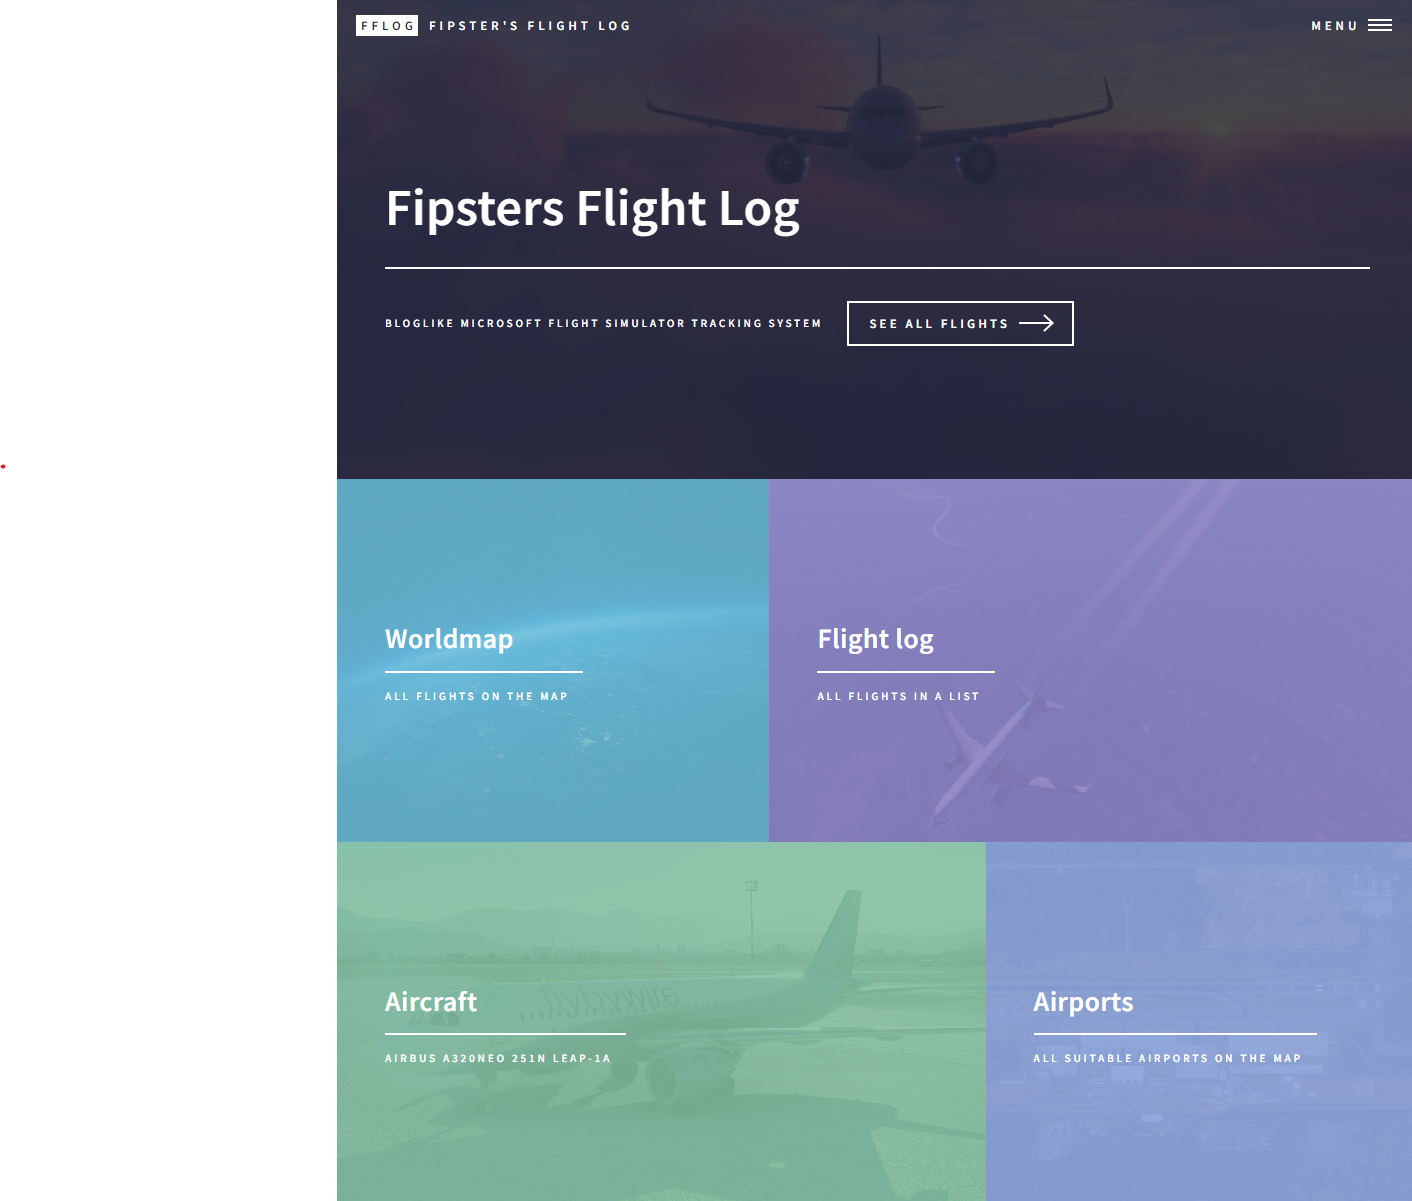 FFLOG FIPSTER'S FLIGHT LOG
MENU
Fipsters Flight Log
BLOGLIKE MICROSOFT FLIGHT SIMULATOR TRACKING SYSTEM
SEE ALL FLIGHTS
Worldmap
ALL FLIGHTS ON THE MAP
Flight log
ALL FLIGHTS IN A LIST
flybywire
Aircraft
AIRBUS A320NEO 251N LEAP-1A
Airports
ALL SUITABLE AIRPORTS ON THE MAP